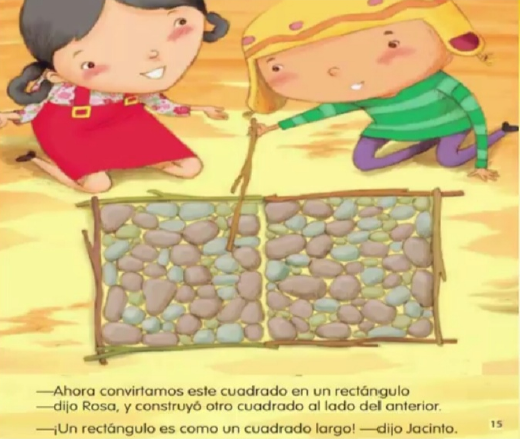 —Ahora convirtamos este cuadrado en un rectángulo
—dijo Rosa, y construyó otro cuadrado al lado del anterior.
—¡Un rectángulo es como un cuadrado largo! —dijo Jacinto.
15